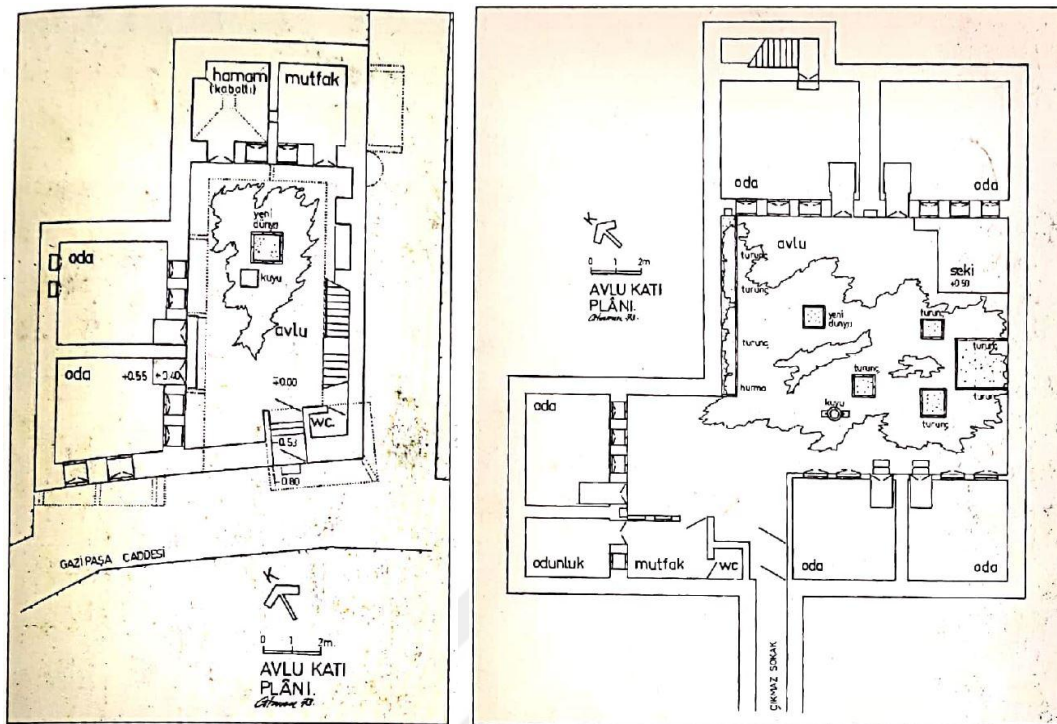 hamam
(kabaltı)
mutfak
yeni
dünya
kuyu
oda
avlu
oda
+0.55
+0.40
∓0.00
wc.
-0.53
-0.80
GAZİPAŞA CADDESİ
K
0 1 2m.
AVLU KATI
PLÂNI.
oda
oda
K
0 1 2m
AVLU KATI
PLÂNI.
avlu
turunç
turunç
seki
+0.50
yeni
dünya
turunç
turunç
turunç
turunç
hurma
turunç
kuyu
turunç
oda
odunluk
mutfak
wc
oda
oda
ÇIKMAZ SOKAK